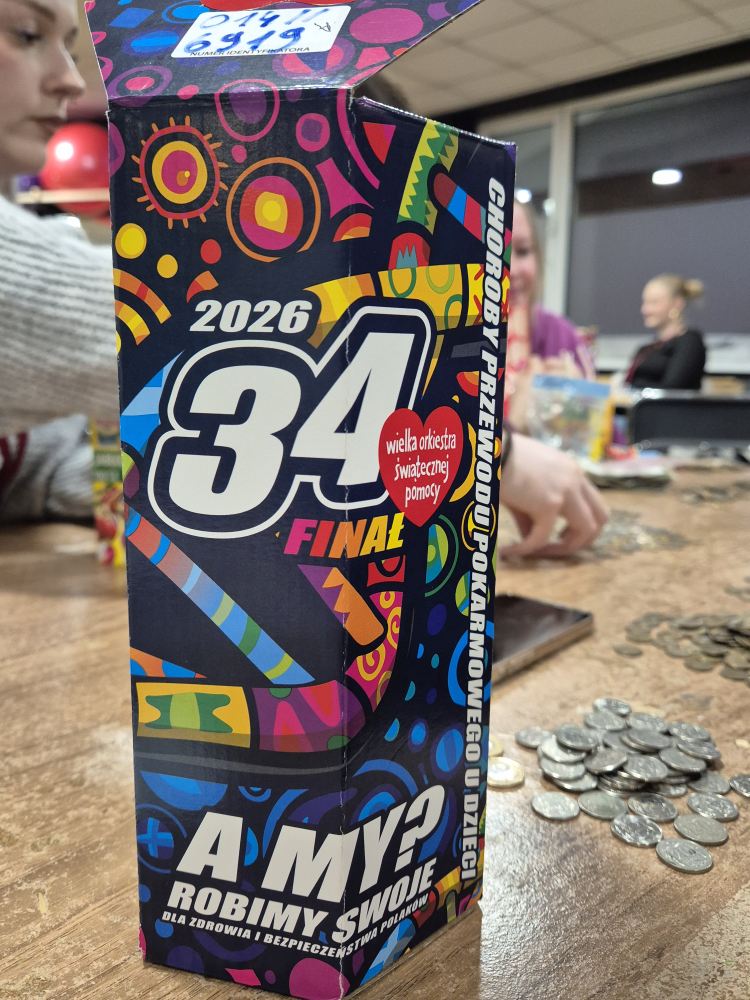 01411
6919
NUMER IDENTYFIKATORA
2026
34
FINAŁ
wielka orkiestra
świątecznej
pomocy
CHOROBY PRZEWODU POKARMOWEGO U DZIECI
A MY?
ROBIMY SWOJE
DLA ZDROWIA I BEZPIECZEŃSTWA POLAKÓW